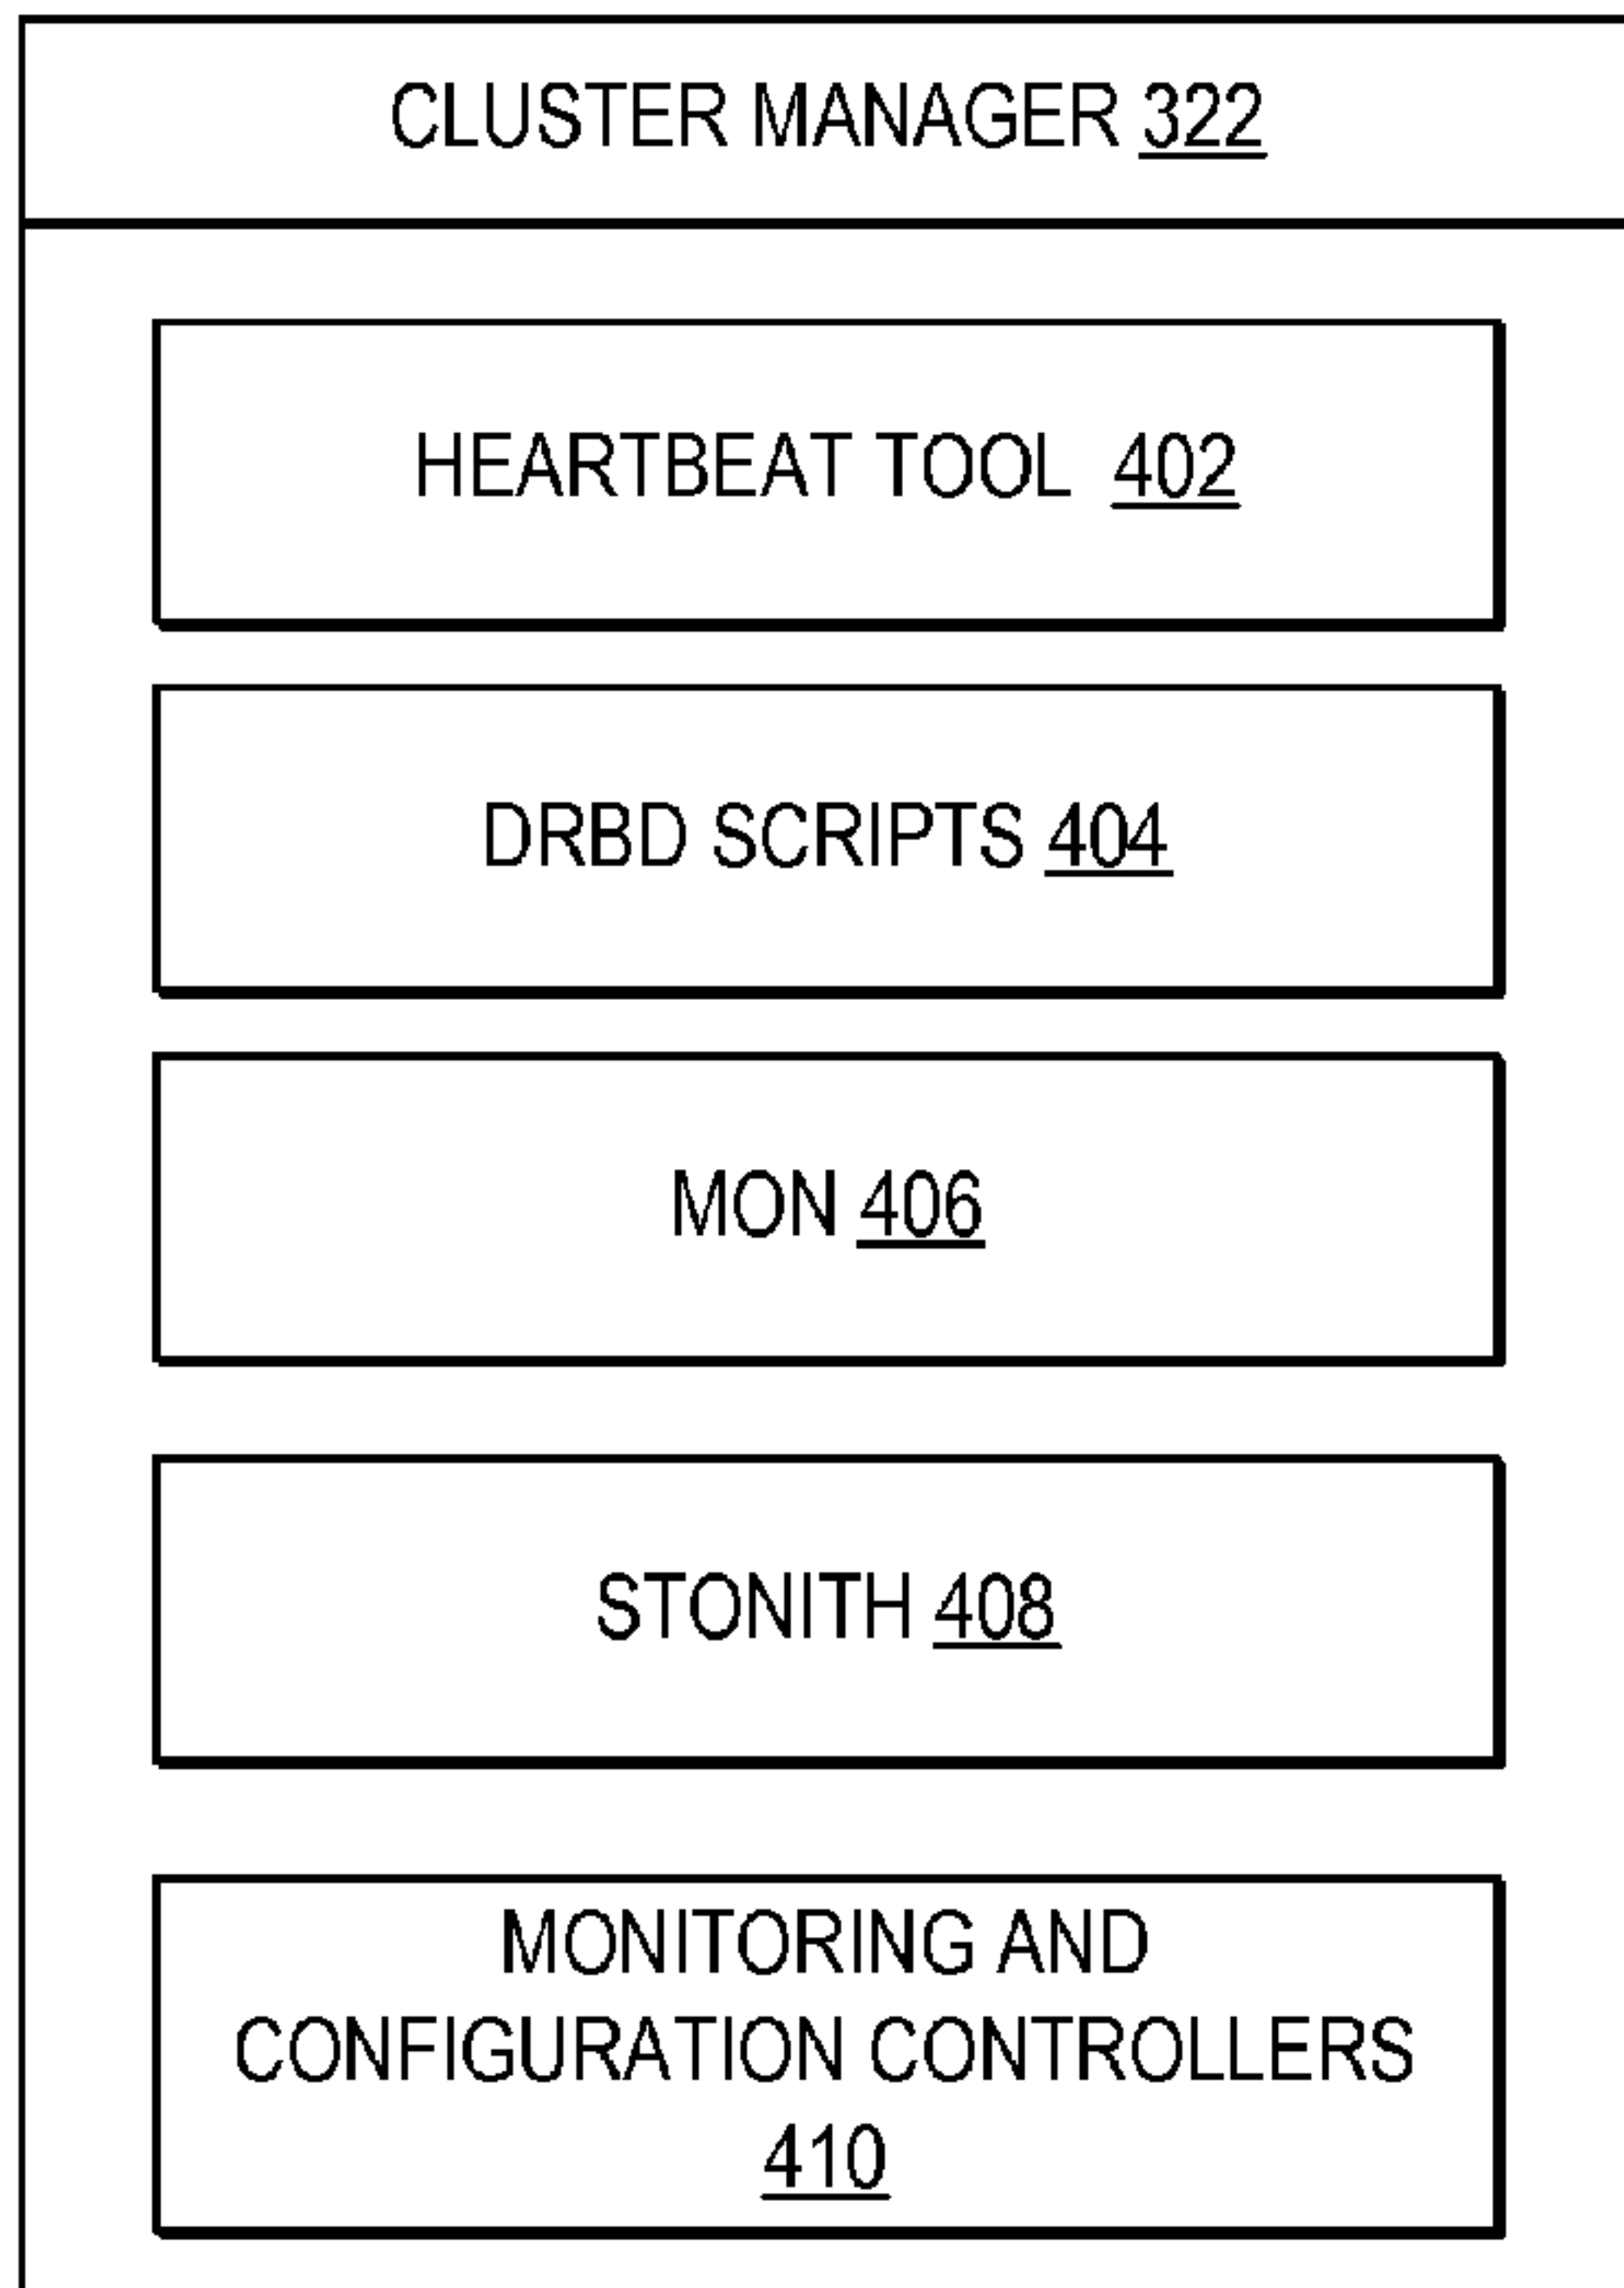 CLUSTER MANAGER 322
HEARTBEAT TOOL 402
DRBD SCRIPTS 404
MON 406
STONITH 408
MONITORING AND
CONFIGURATION CONTROLLERS
410